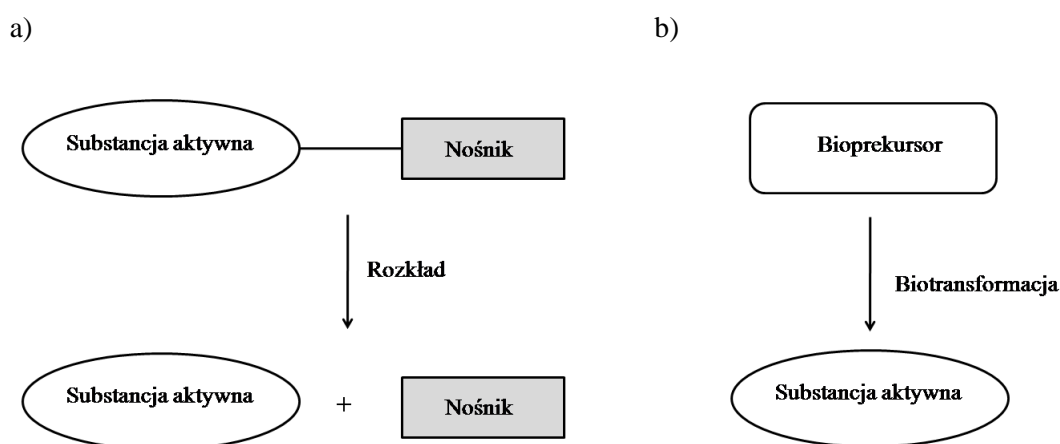 a)
b)
Substancja aktywna
Nośnik
Bioprekursor
Rozkład
Biotransformacja
Substancja aktywna
+
Nośnik
Substancja aktywna